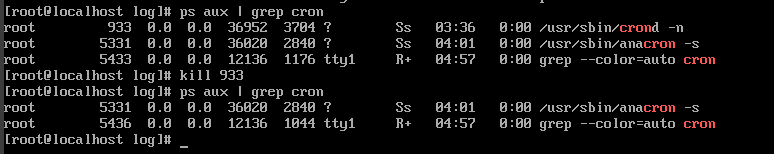 [root@localhost log]# ps aux | grep cron
root         933  0.0  0.0  36952  3704 ?        Ss   03:36   0:00 /usr/sbin/crond -n
root        5331  0.0  0.0  36020  2840 ?        Ss   04:01   0:00 /usr/sbin/anacron -s
root        5433  0.0  0.0  12136  1176 tty1     R+   04:57   0:00 grep --color=auto cron
[root@localhost log]# kill 933
[root@localhost log]# ps aux | grep cron
root        5331  0.0  0.0  36020  2840 ?        Ss   04:01   0:00 /usr/sbin/anacron -s
root        5436  0.0  0.0  12136  1044 tty1     R+   04:57   0:00 grep --color=auto cron
[root@localhost log]# _